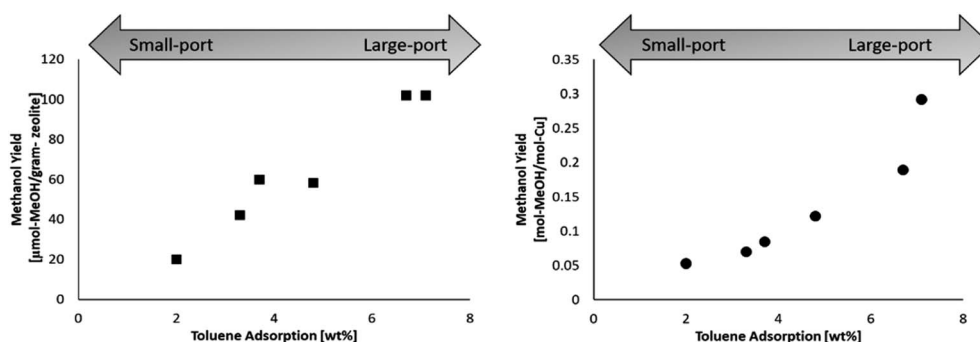 Small-port Large-port
120
100
80
60
40
20
0
0 2 4 6 8
Methanol Yield
[µmol-MeOH/gram- zeolite]
Toluene Adsorption [wt%]
Small-port Large-port
0.35
0.3
0.25
0.2
0.15
0.1
0.05
0
0 2 4 6 8
Methanol Yield
[mol-MeOH/mol-Cu]
Toluene Adsorption [wt%]